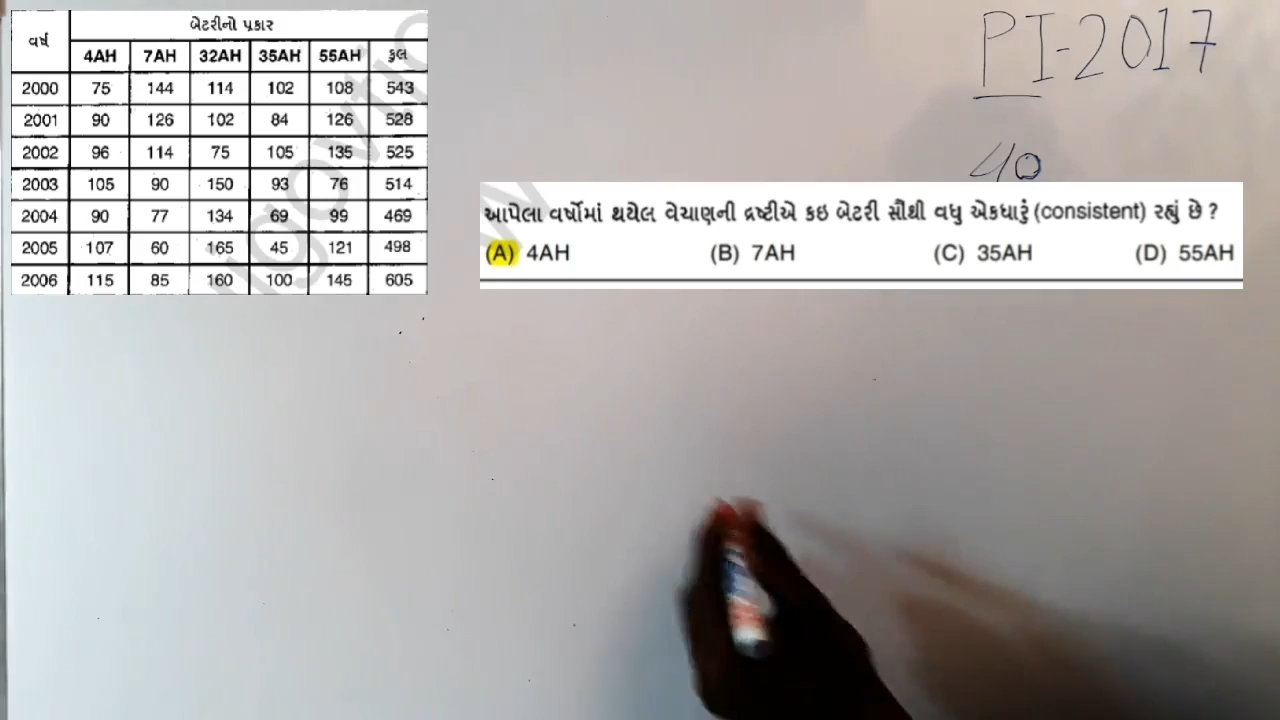 વર્ષ બેટરીનો પ્રકાર
4AH 7AH 32AH 35AH 55AH કુલ
2000 75 144 114 102 108 543
2001 90 126 102 84 126 528
2002 96 114 75 105 135 525
2003 105 90 150 93 76 514
2004 90 77 134 69 99 469
2005 107 60 165 45 121 498
2006 115 85 160 100 145 605
PI-2017
40
આપેલા વર્ષોમાં થયેલ વેચાણની દ્રષ્ટીએ કઇ બેટરી સૌથી વધુ એકધારું (consistent) રહ્યું છે ?
(A) 4AH (B) 7AH (C) 35AH (D) 55AH